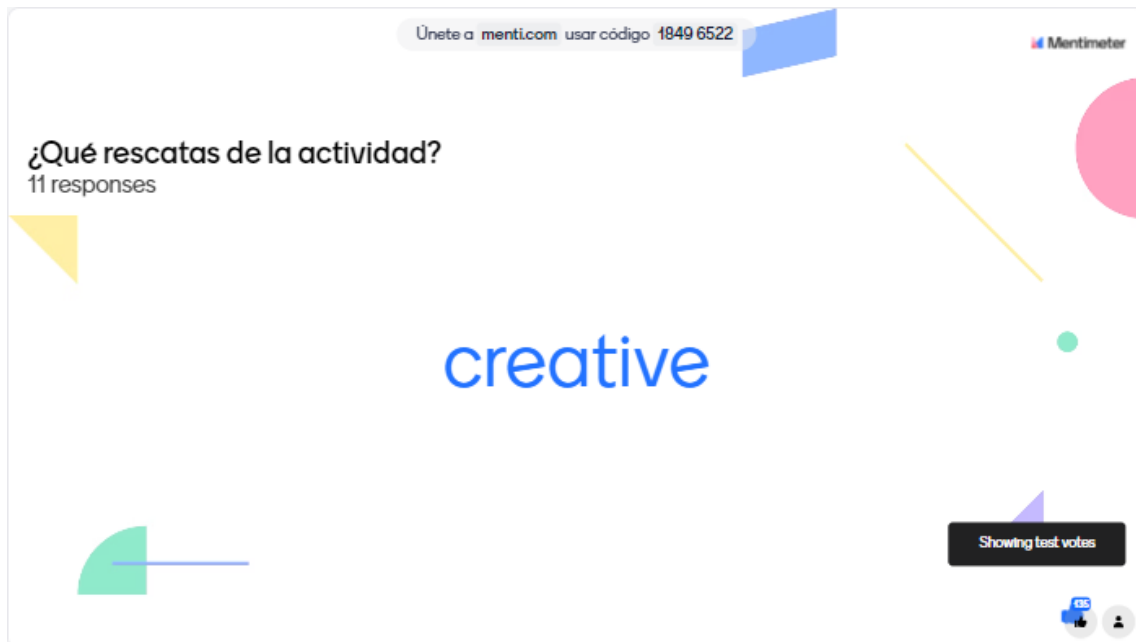 Únete a menti.com usar código 1849 6522
Mentimeter
¿Qué rescatas de la actividad?
11 responses
creative
Showing test votes
135